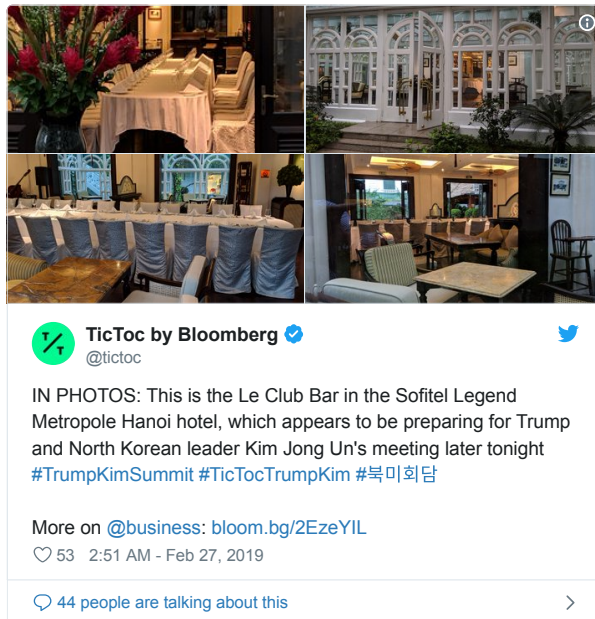 TicToc by Bloomberg
@tictoc
IN PHOTOS: This is the Le Club Bar in the Sofitel Legend
Metropole Hanoi hotel, which appears to be preparing for Trump
and North Korean leader Kim Jong Un's meeting later tonight
#TrumpKimSummit #TicTocTrumpKim #북미회담
More on @business: bloom.bg/2EzeYIL
53 2:51 AM - Feb 27, 2019
44 people are talking about this